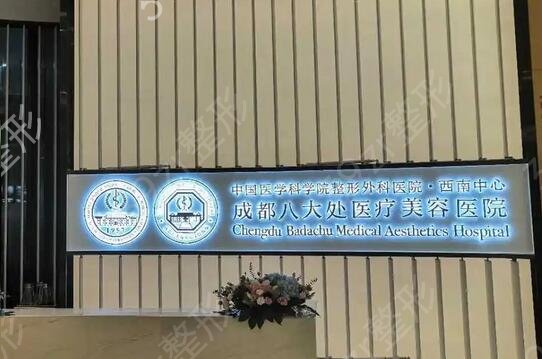 中国医学科学院整形外科医院·西南中心
成都八大处医疗美容医院
Chengdu Badachu Medical Aesthetics Hospital
1957